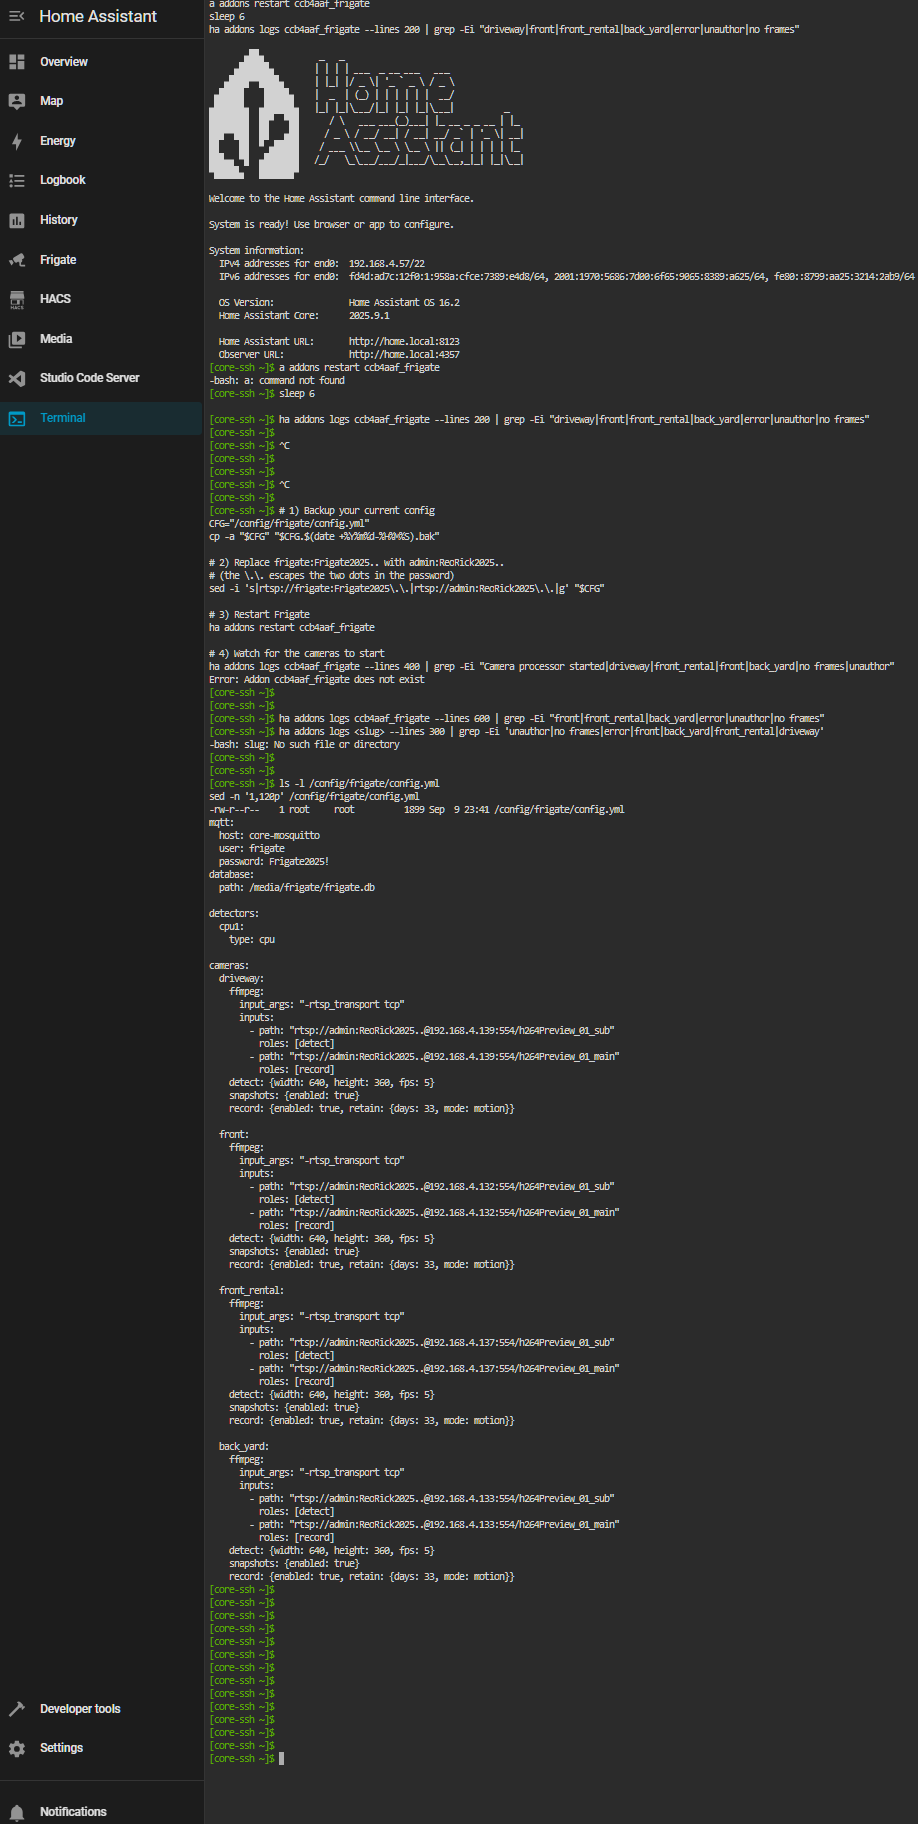 Home Assistant
Overview
Map
Energy
Logbook
History
Frigate
HACS
Media
Studio Code Server
Terminal
Developer tools
Settings
Notifications
a addons restart ccb4aaf_frigate
sleep 6
ha addons logs ccb4aaf_frigate --lines 200 | grep -Ei "driveway|front|front_rental|back_yard|error|unauthor|no frames"
Home Assistant
Welcome to the Home Assistant command line interface.
System is ready! Use browser or app to configure.
System information:
IPv4 addresses for end0: 192.168.4.57/22
IPv6 addresses for end0: fd4d:ad7c:12f0:1:958a:cfce:7389:e4d8/64, 2001:1970:5686:7d00:6f65:9065:8389:a625/64, fe80::8799:aa25:3214:2ab9/64
OS Version: Home Assistant OS 16.2
Home Assistant Core: 2025.9.1
Home Assistant URL: http://home.local:8123
Observer URL: http://home.local:4357
[core-ssh ~]$ a addons restart ccb4aaf_frigate
-bash: a: command not found
[core-ssh ~]$ sleep 6
[core-ssh ~]$ ha addons logs ccb4aaf_frigate --lines 200 | grep -Ei "driveway|front|front_rental|back_yard|error|unauthor|no frames"
[core-ssh ~]$
[core-ssh ~]$ ^C
[core-ssh ~]$
[core-ssh ~]$
[core-ssh ~]$ ^C
[core-ssh ~]$
[core-ssh ~]$ # 1) Backup your current config
CFG="/config/frigate/config.yml"
cp -a "$CFG" "$CFG.$(date +%Y%m%d-%H%M%S).bak"
# 2) Replace frigate:Frigate2025.. with admin:ReoRick2025..
# (the \.\. escapes the two dots in the password)
sed -i 's|rtsp://frigate:Frigate2025\.\.|rtsp://admin:ReoRick2025\.\.|g' "$CFG"
# 3) Restart Frigate
ha addons restart ccb4aaf_frigate
# 4) Watch for the cameras to start
ha addons logs ccb4aaf_frigate --lines 400 | grep -Ei "Camera processor started|driveway|front_rental|front|back_yard|no frames|unauthor"
Error: Addon ccb4aaf_frigate does not exist
[core-ssh ~]$
[core-ssh ~]$
[core-ssh ~]$ ha addons logs ccb4aaf_frigate --lines 600 | grep -Ei "front|front_rental|back_yard|error|unauthor|no frames"
[core-ssh ~]$ ha addons logs <slug> --lines 300 | grep -Ei 'unauthor|no frames|error|front|back_yard|front_rental|driveway'
-bash: slug: No such file or directory
[core-ssh ~]$
[core-ssh ~]$
[core-ssh ~]$ ls -l /config/frigate/config.yml
sed -n '1,120p' /config/frigate/config.yml
-rw-r--r-- 1 root root 1899 Sep 9 23:41 /config/frigate/config.yml
mqtt:
host: core-mosquitto
user: frigate
password: Frigate2025!
database:
path: /media/frigate/frigate.db
detectors:
cpu1:
type: cpu
cameras:
driveway:
ffmpeg:
input_args: "-rtsp_transport tcp"
inputs:
- path: "rtsp://admin:ReoRick2025..@192.168.4.139:554/h264Preview_01_sub"
roles: [detect]
- path: "rtsp://admin:ReoRick2025..@192.168.4.139:554/h264Preview_01_main"
roles: [record]
detect: {width: 640, height: 360, fps: 5}
snapshots: {enabled: true}
record: {enabled: true, retain: {days: 33, mode: motion}}
front:
ffmpeg:
input_args: "-rtsp_transport tcp"
inputs:
- path: "rtsp://admin:ReoRick2025..@192.168.4.132:554/h264Preview_01_sub"
roles: [detect]
- path: "rtsp://admin:ReoRick2025..@192.168.4.132:554/h264Preview_01_main"
roles: [record]
detect: {width: 640, height: 360, fps: 5}
snapshots: {enabled: true}
record: {enabled: true, retain: {days: 33, mode: motion}}
front_rental:
ffmpeg:
input_args: "-rtsp_transport tcp"
inputs:
- path: "rtsp://admin:ReoRick2025..@192.168.4.137:554/h264Preview_01_sub"
roles: [detect]
- path: "rtsp://admin:ReoRick2025..@192.168.4.137:554/h264Preview_01_main"
roles: [record]
detect: {width: 640, height: 360, fps: 5}
snapshots: {enabled: true}
record: {enabled: true, retain: {days: 33, mode: motion}}
back_yard:
ffmpeg:
input_args: "-rtsp_transport tcp"
inputs:
- path: "rtsp://admin:ReoRick2025..@192.168.4.133:554/h264Preview_01_sub"
roles: [detect]
- path: "rtsp://admin:ReoRick2025..@192.168.4.133:554/h264Preview_01_main"
roles: [record]
detect: {width: 640, height: 360, fps: 5}
snapshots: {enabled: true}
record: {enabled: true, retain: {days: 33, mode: motion}}
[core-ssh ~]$
[core-ssh ~]$
[core-ssh ~]$
[core-ssh ~]$
[core-ssh ~]$
[core-ssh ~]$
[core-ssh ~]$
[core-ssh ~]$
[core-ssh ~]$
[core-ssh ~]$
[core-ssh ~]$
[core-ssh ~]$
[core-ssh ~]$
[core-ssh ~]$